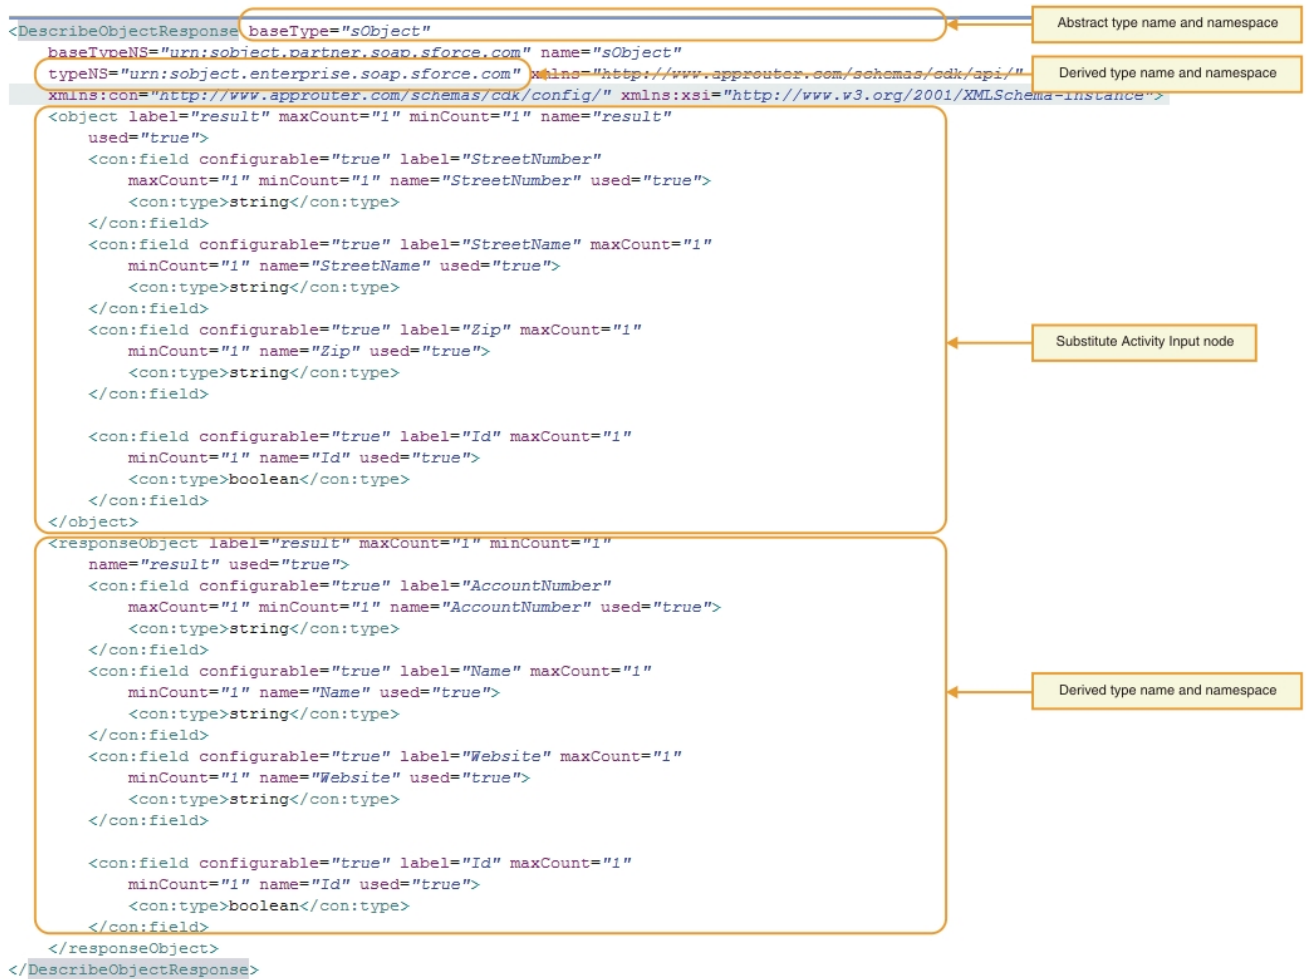 <DescribeObjectResponse baseType="sObject"
baseTypeNS="urn:sobject.partner.soap.sforce.com" name="sObject"
typeNS="urn:sobject.enterprise.soap.sforce.com" xmlns="http://www.approuter.com/schemas/cdk/api/"
xmlns:con="http://www.approuter.com/schemas/cdk/config/" xmlns:xsi="http://www.w3.org/2001/XMLSchema-instance">
<object label="result" maxCount="1" minCount="1" name="result"
used="true">
<con:field configurable="true" label="StreetNumber"
maxCount="1" minCount="1" name="StreetNumber" used="true">
<con:type>string</con:type>
</con:field>
<con:field configurable="true" label="StreetName" maxCount="1"
minCount="1" name="StreetName" used="true">
<con:type>string</con:type>
</con:field>
<con:field configurable="true" label="Zip" maxCount="1"
minCount="1" name="Zip" used="true">
<con:type>string</con:type>
</con:field>
<con:field configurable="true" label="Id" maxCount="1"
minCount="1" name="Id" used="true">
<con:type>boolean</con:type>
</con:field>
</object>
<responseObject label="result" maxCount="1" minCount="1"
name="result" used="true">
<con:field configurable="true" label="AccountNumber"
maxCount="1" minCount="1" name="AccountNumber" used="true">
<con:type>string</con:type>
</con:field>
<con:field configurable="true" label="Name" maxCount="1"
minCount="1" name="Name" used="true">
<con:type>string</con:type>
</con:field>
<con:field configurable="true" label="Website" maxCount="1"
minCount="1" name="Website" used="true">
<con:type>string</con:type>
</con:field>
<con:field configurable="true" label="Id" maxCount="1"
minCount="1" name="Id" used="true">
<con:type>boolean</con:type>
</con:field>
</responseObject>
</DescribeObjectResponse>
Abstract type name and namespace
Derived type name and namespace
Substitute Activity Input node
Derived type name and namespace